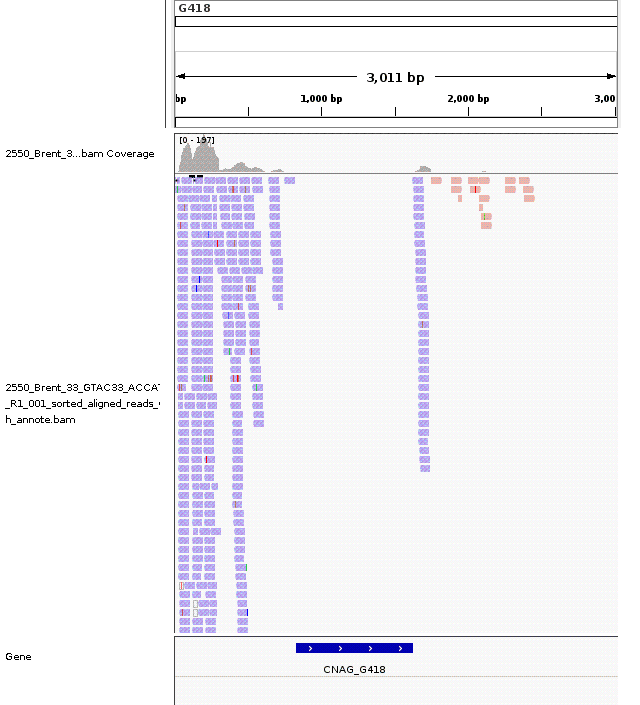 G418
3,011 bp
bp 1,000 bp 2,000 bp 3,00
[0 - 197]
2550_Brent_3...bam Coverage
2550_Brent_33_GTAC33_ACCAT
_R1_001_sorted_aligned_reads_
h_annote.bam
Gene
CNAG_G418